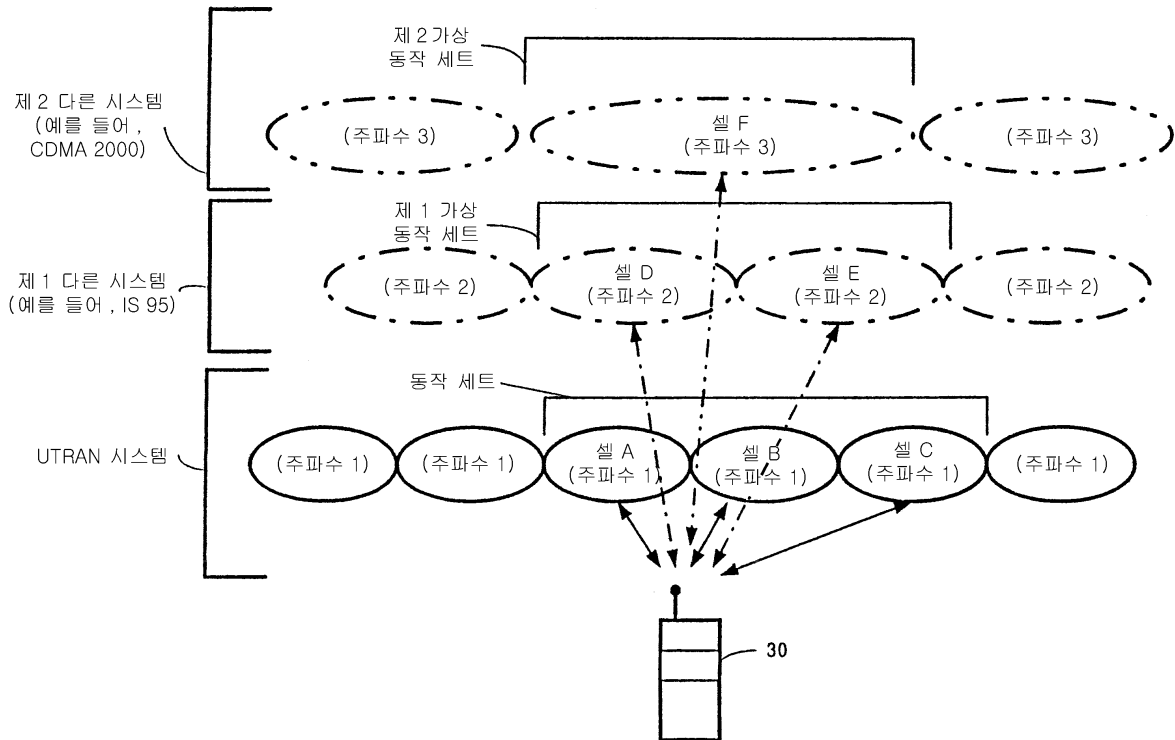 제 2 가상
동작 세트
제 2 다른 시스템
(예를 들어,
CDMA 2000)
(주파수 3)
셀 F
(주파수 3)
(주파수 3)
제 1 가상
동작 세트
제 1 다른 시스템
(예를 들어, IS 95)
(주파수 2)
셀 D
(주파수 2)
셀 E
(주파수 2)
(주파수 2)
동작 세트
UTRAN 시스템
(주파수 1)
(주파수 1)
셀 A
(주파수 1)
셀 B
(주파수 1)
셀 C
(주파수 1)
(주파수 1)
30